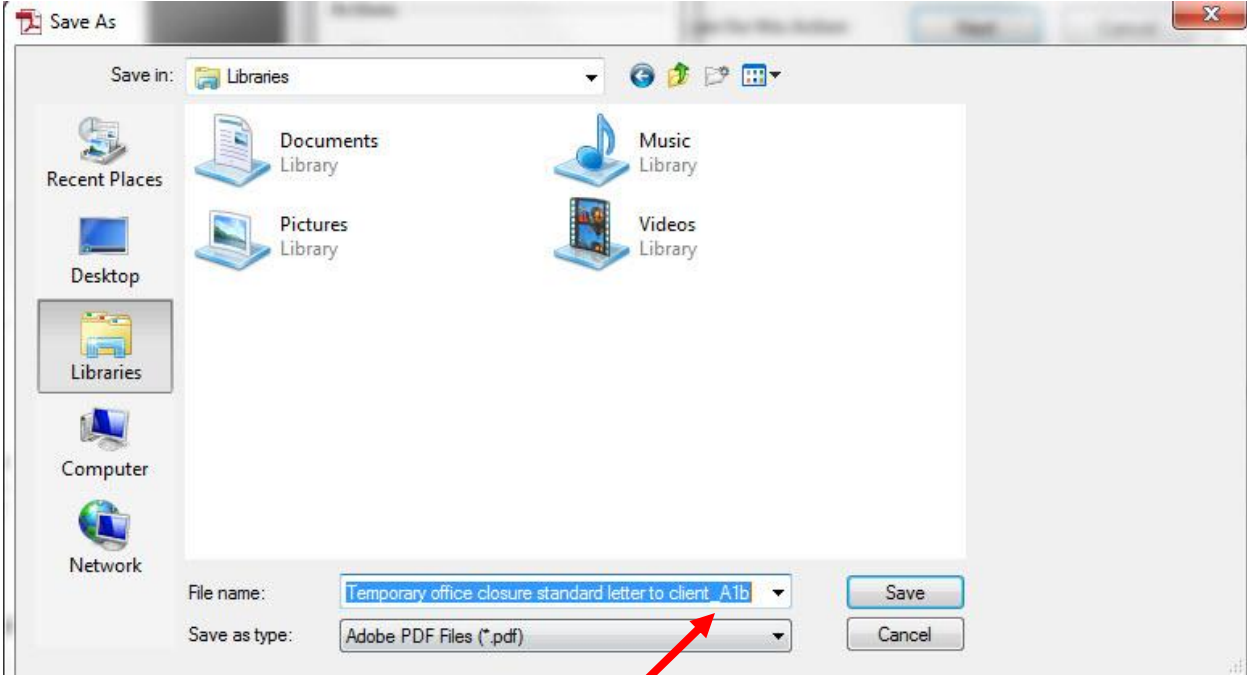 Save As
Save in:
Libraries
Recent Places
Desktop
Libraries
Computer
Network
Documents
Library
Music
Library
Pictures
Library
Videos
Library
File name:
Temporary office closure standard letter to client_A1b
Save
Save as type:
Adobe PDF Files (*.pdf)
Cancel